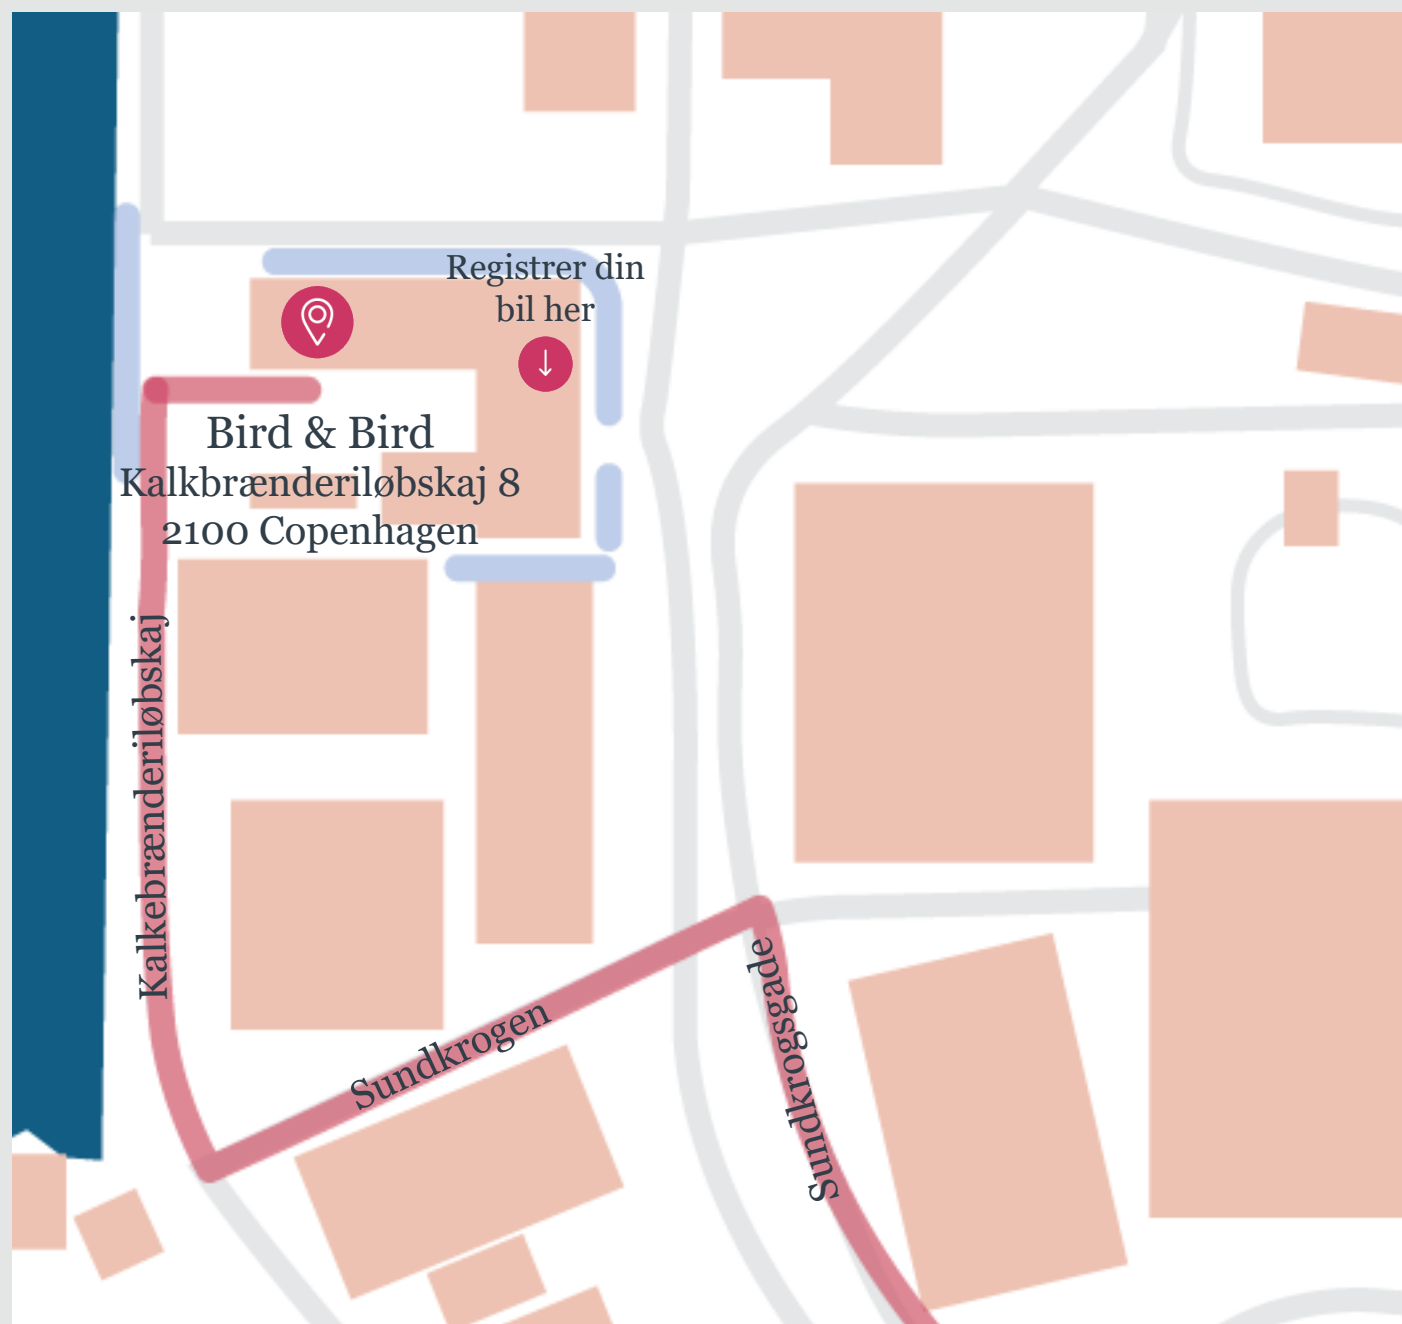 Registrer din
bil her
Bird & Bird
Kalkbrænderiløbskaj 8
2100 Copenhagen
Kalkebrænderiløbskaj
Sundkrogen
Sundkrogsgade